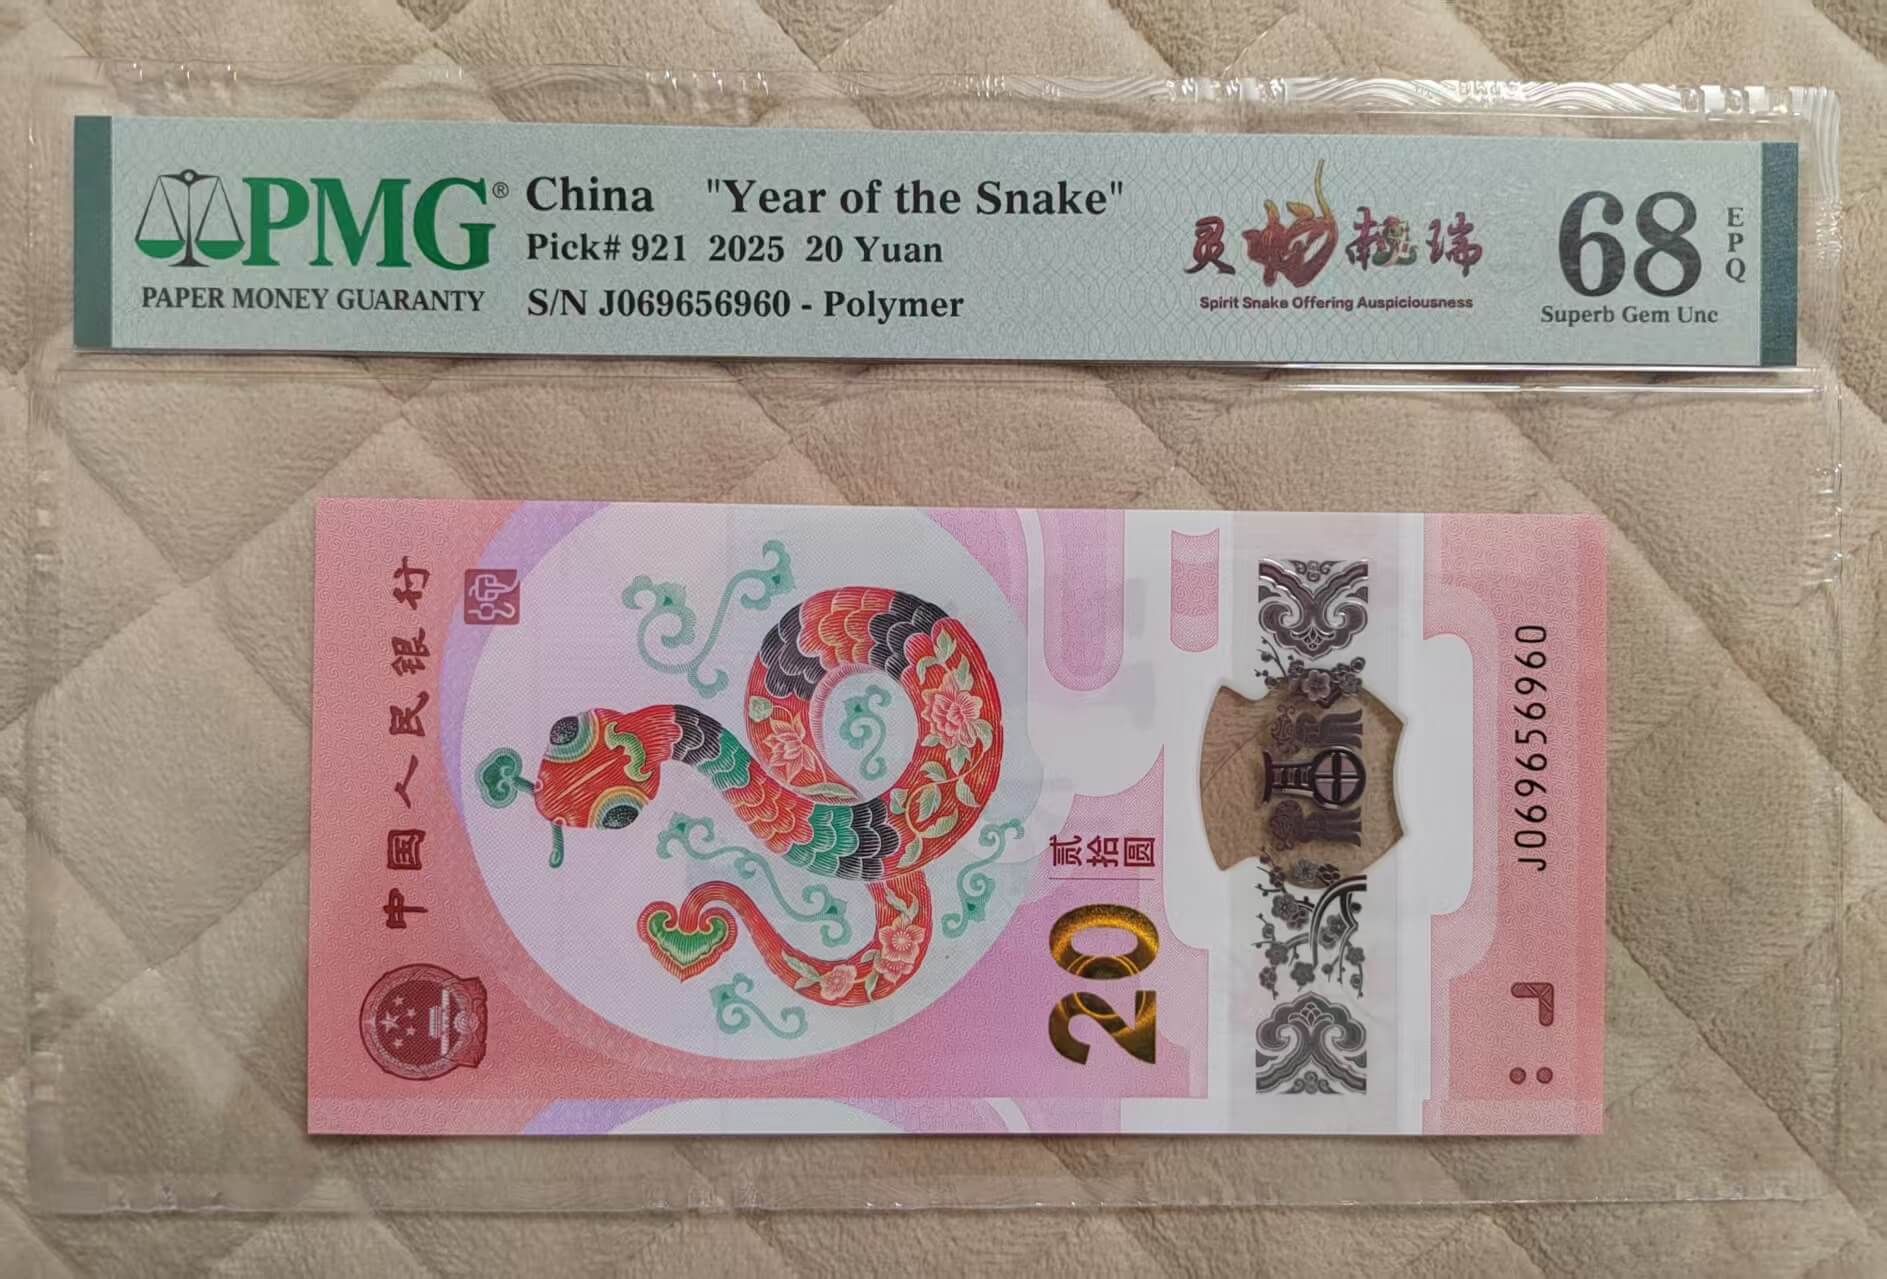 PMG®
PAPER MONEY GUARANTY
China "Year of the Snake"
Pick# 921 2025 20 Yuan
S/N J069656960 - Polymer
灵蛇献瑞
Spirit Snake Offering Auspiciousness
68
EPQ
Superb Gem Unc
中国人民银行
贰拾圆
20
J069656960